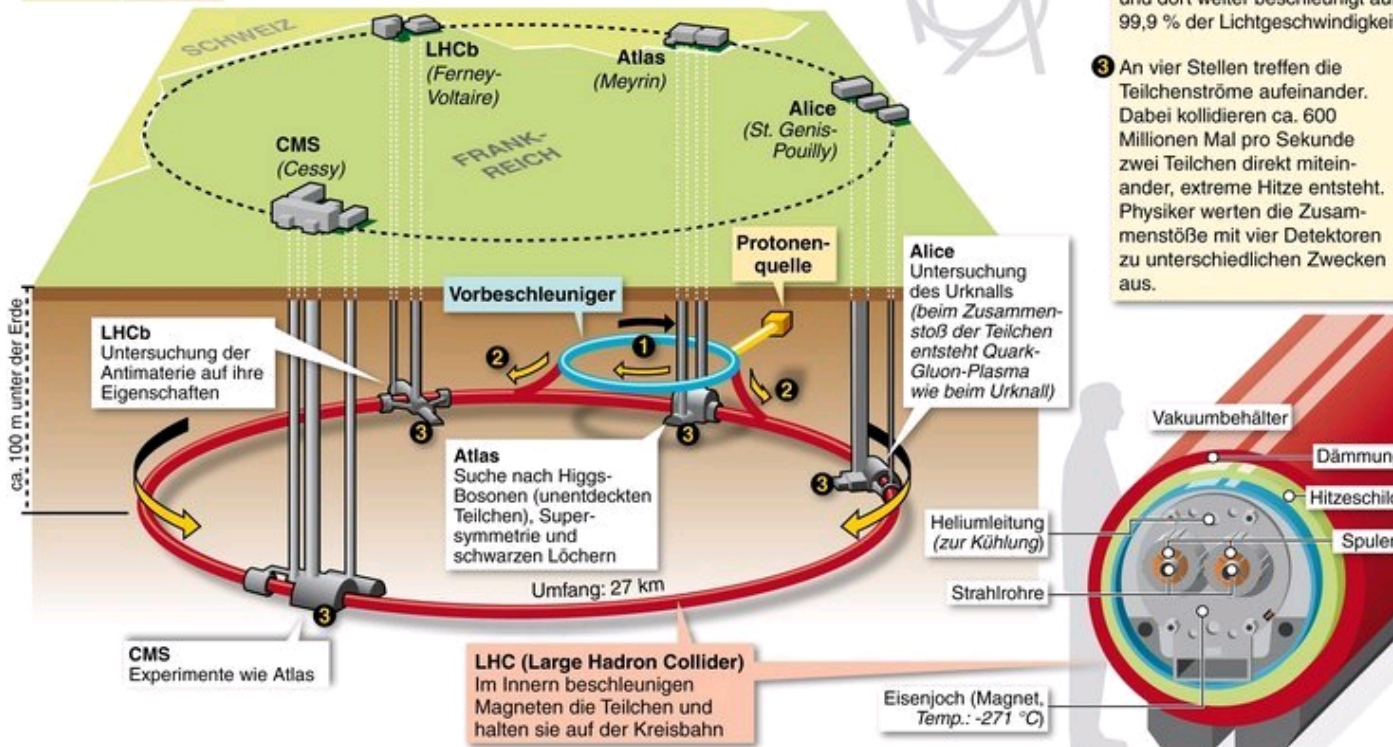 SCHWEIZ
LHCb
(Ferney-
Voltaire)
Atlas
(Meyrin)
Alice
(St. Genis-
Pouilly)
CMS
(Cessy)
FRANK-
REICH
und dort weiter beschleunigt
99,9 % der
3 An vier Stellen treffen die
Teilchenströme aufeinander.
Dabei kollidieren ca. 600
Millionen Mal pro Sekunde
zwei Teilchen direkt mitein-
ander, extreme Hitze entsteht.
Physiker werten die Zusam-
menstöße mit vier Detektoren
zu unterschiedlichen Zwecken
aus.
ca. 100 m unter der Erde
LHCb
Untersuchung der
Antimaterie auf ihre
Eigenschaften
Vorbeschleuniger
Protonen-
quelle
Alice
Untersuchung
des Urknalls
(beim Zusammen-
stoß der Teilchen
entsteht Quark-
Gluon-Plasma
wie beim Urknall)
1
2
2
3
3
3
3
Atlas
Suche nach Higgs-
Bosonen (unentdeckten
Teilchen), Super-
symmetrie und
schwarzen Löchern
Umfang: 27 km
CMS
Experimente wie Atlas
LHC (Large Hadron Collider)
Im Innern beschleunigen
Magneten die Teilchen und
halten sie auf der Kreisbahn
Vakuumbehälter
Dämmun
Hitzeschild
Spulen
Heliumleitung
(zur Kühlung)
Strahlrohre
Eisenjoch (Magnet,
Temp.: -271 °C)